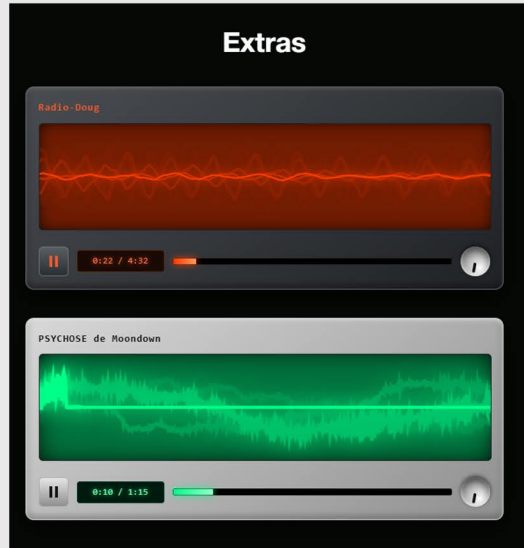 Extras
Radio-Doug
0:22 / 4:32
PSYCHOSE de Moondown
0:10 / 1:15